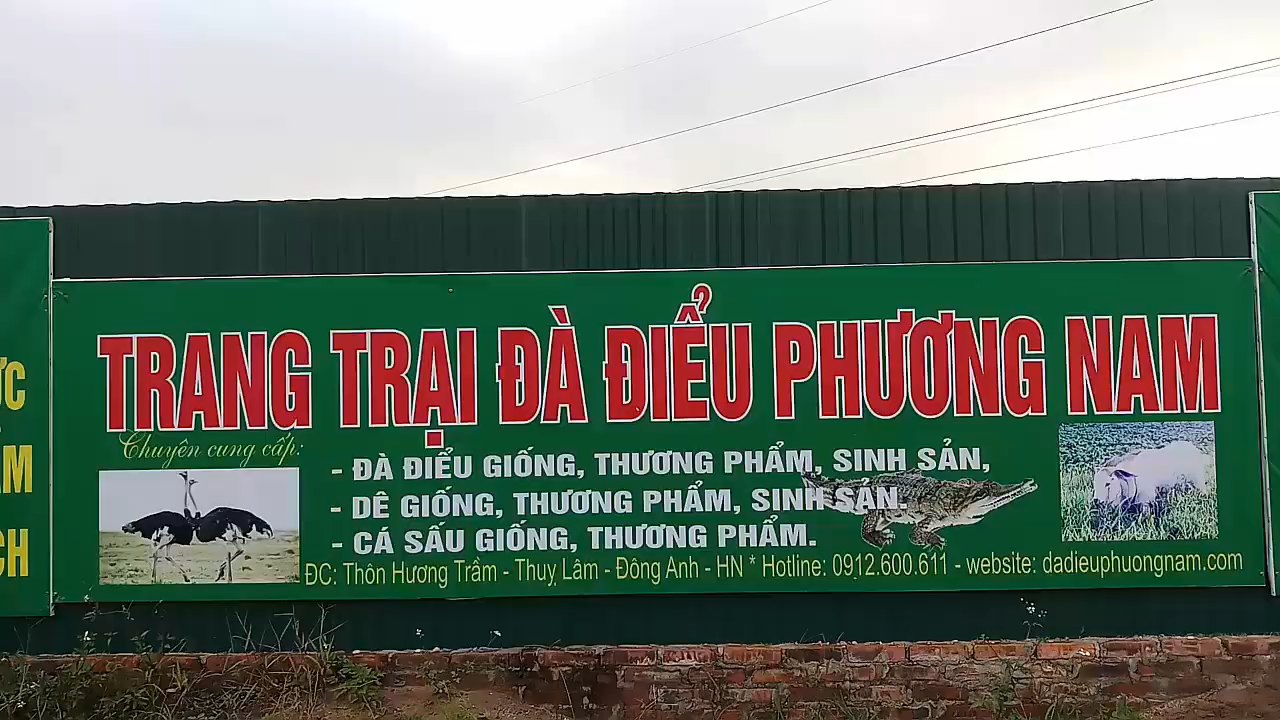 TRANG TRẠI ĐÀ ĐIỂU PHƯƠNG NAM
Chuyên cung cấp:
- ĐÀ ĐIỂU GIỐNG, THƯƠNG PHẨM, SINH SẢN,
- DÊ GIỐNG, THƯƠNG PHẨM, SINH SẢN.
- CÁ SẤU GIỐNG, THƯƠNG PHẨM.
ĐC: Thôn Hương Trầm - Thuỵ Lâm - Đông Anh - HN * Hotline: 0912.600.611 - website: dadieuphuongnam.com